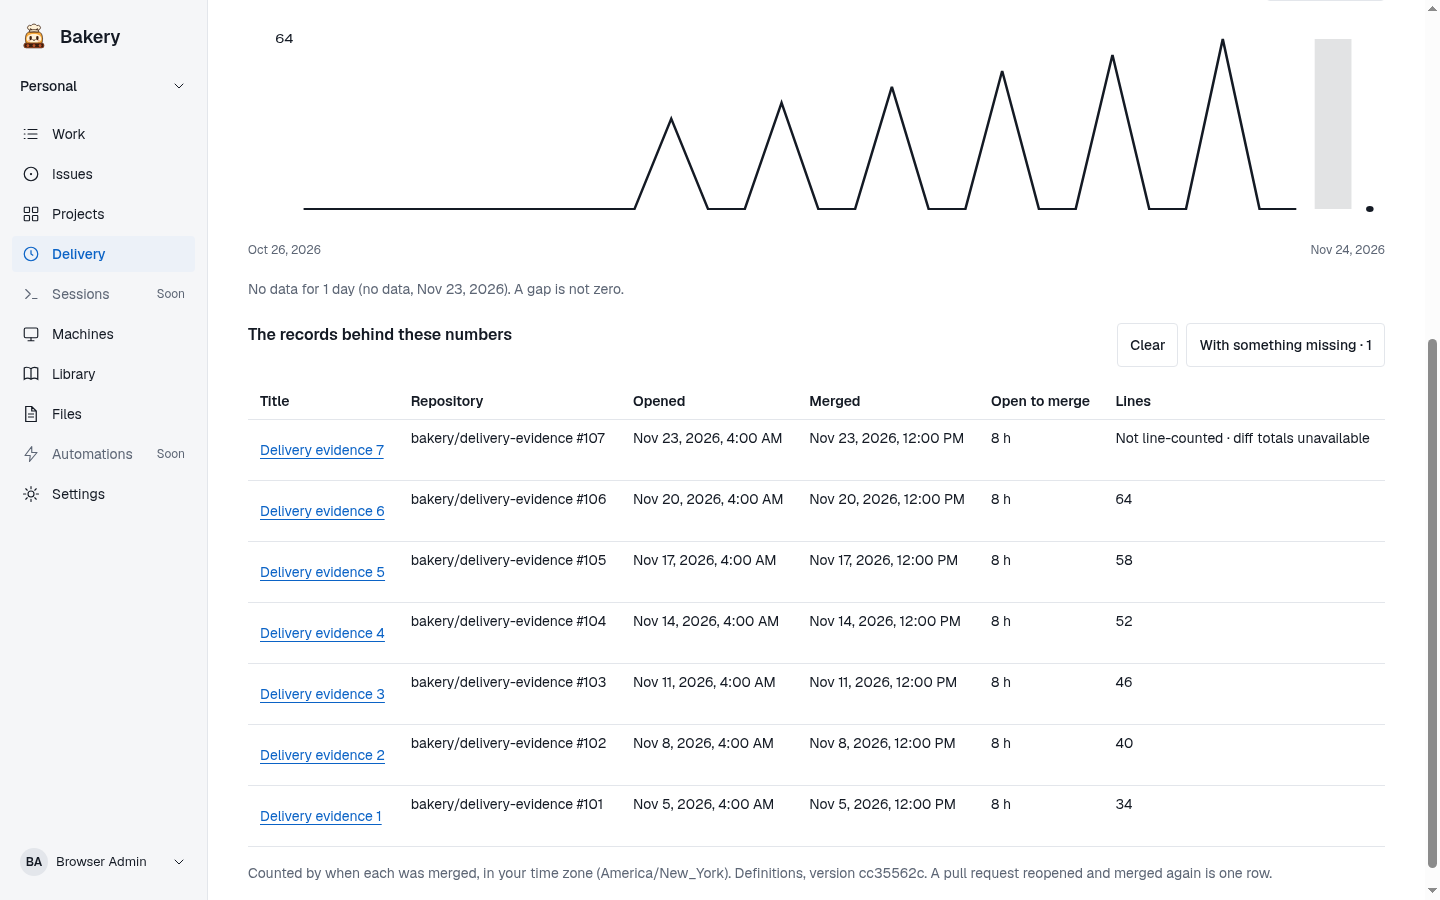 Bakery
Personal
Work
Issues
Projects
Delivery
Sessions Soon
Machines
Library
Files
Automations Soon
Settings
BA Browser Admin
64
Oct 26, 2026 Nov 24, 2026
No data for 1 day (no data, Nov 23, 2026). A gap is not zero.
The records behind these numbers
Clear With something missing · 1
Title Repository Opened Merged Open to merge Lines
Delivery evidence 7 bakery/delivery-evidence #107 Nov 23, 2026, 4:00 AM Nov 23, 2026, 12:00 PM 8 h Not line-counted · diff totals unavailable
Delivery evidence 6 bakery/delivery-evidence #106 Nov 20, 2026, 4:00 AM Nov 20, 2026, 12:00 PM 8 h 64
Delivery evidence 5 bakery/delivery-evidence #105 Nov 17, 2026, 4:00 AM Nov 17, 2026, 12:00 PM 8 h 58
Delivery evidence 4 bakery/delivery-evidence #104 Nov 14, 2026, 4:00 AM Nov 14, 2026, 12:00 PM 8 h 52
Delivery evidence 3 bakery/delivery-evidence #103 Nov 11, 2026, 4:00 AM Nov 11, 2026, 12:00 PM 8 h 46
Delivery evidence 2 bakery/delivery-evidence #102 Nov 8, 2026, 4:00 AM Nov 8, 2026, 12:00 PM 8 h 40
Delivery evidence 1 bakery/delivery-evidence #101 Nov 5, 2026, 4:00 AM Nov 5, 2026, 12:00 PM 8 h 34
Counted by when each was merged, in your time zone (America/New_York). Definitions, version cc35562c. A pull request reopened and merged again is one row.